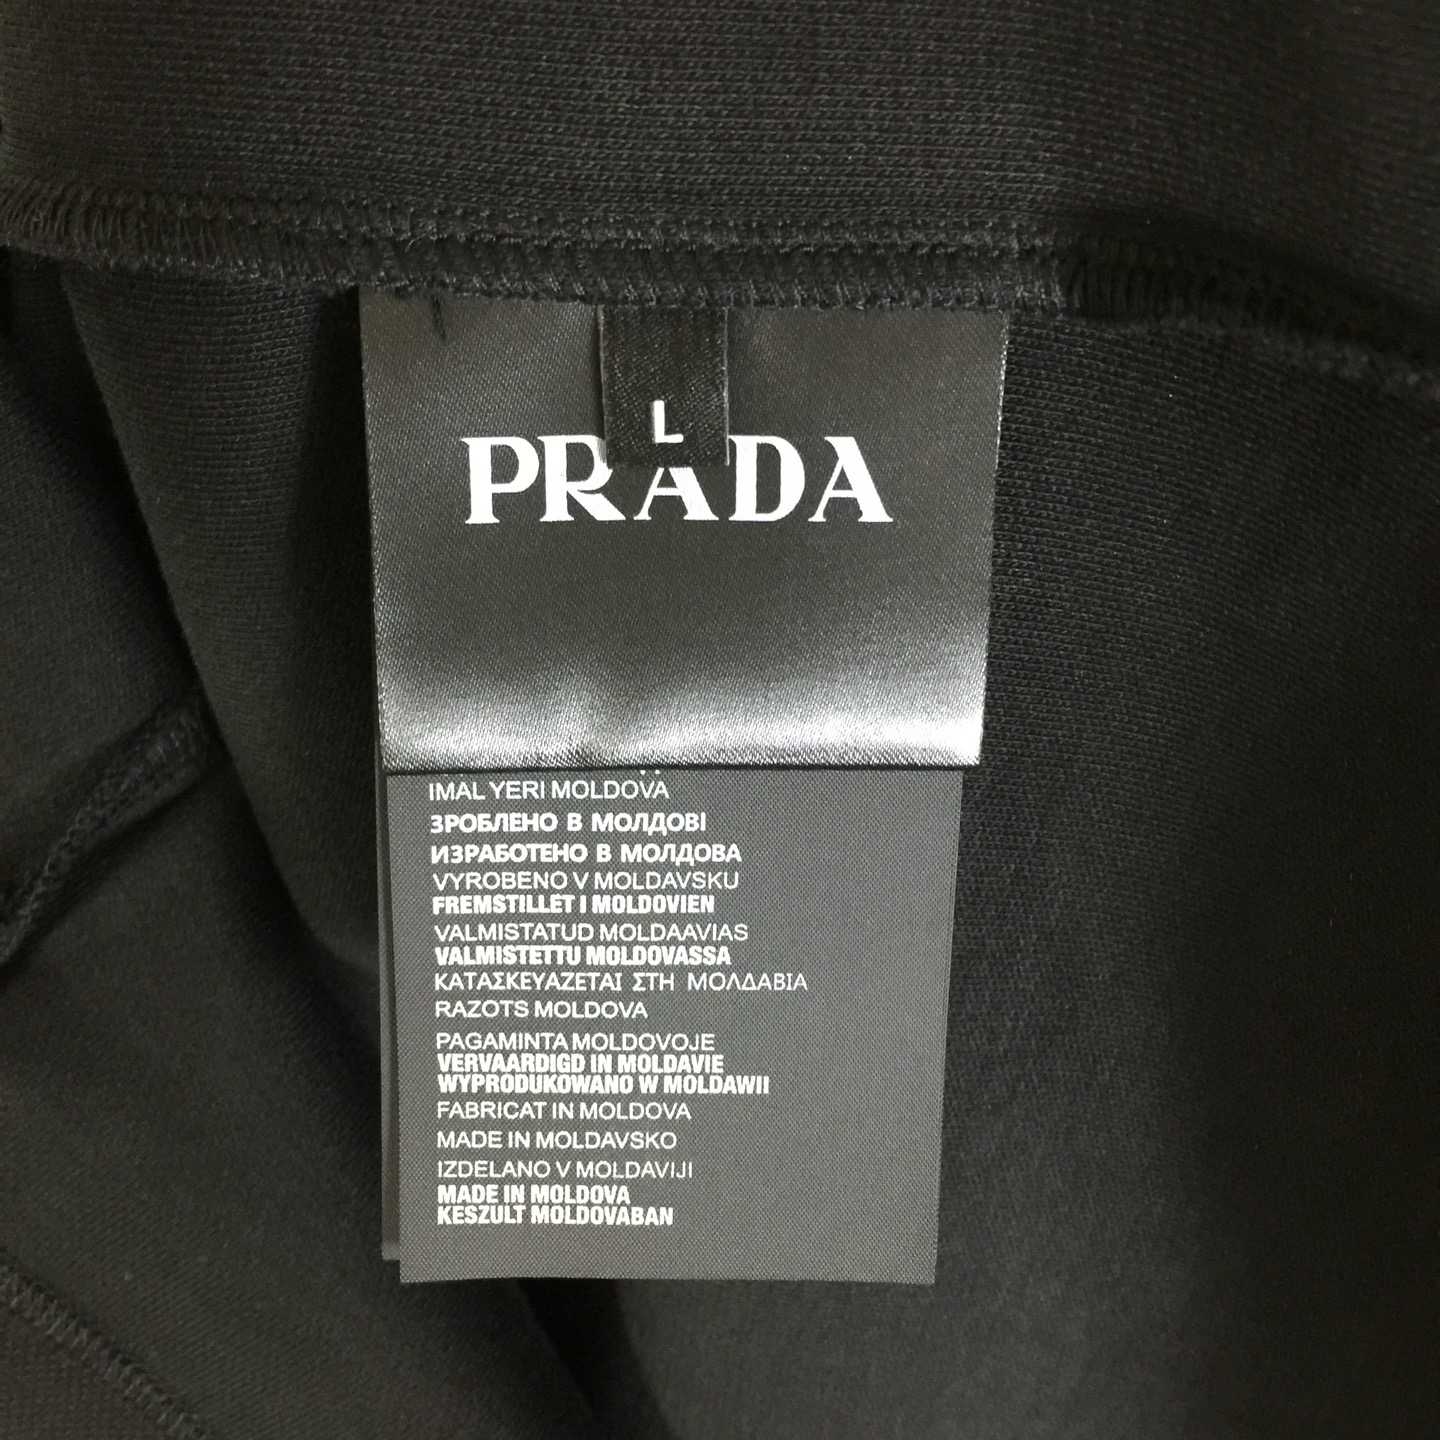 L
PRADA
IMAL YERI MOLDOVA
ЗРОБЛЕНО В МОЛДОВІ
ИЗРАБОТЕНО В МОЛДОВА
VYROBENO V MOLDAVSKU
FREMSTILLET I MOLDOVIEN
VALMISTATUD MOLDAAVIAS
VALMISTETTU MOLDOVASSA
ΚΑΤΑΣΚΕΥΑΖΕΤΑΙ ΣΤΗ ΜΟΛΔΑΒΙΑ
RAZOTS MOLDOVA
PAGAMINTA MOLDOVOJE
VERVAARDIGD IN MOLDAVIE
WYPRODUKOWANO W MOLDAWII
FABRICAT IN MOLDOVA
MADE IN MOLDAVSKO
IZDELANO V MOLDAVIJI
MADE IN MOLDOVA
KESZULT MOLDOVABAN